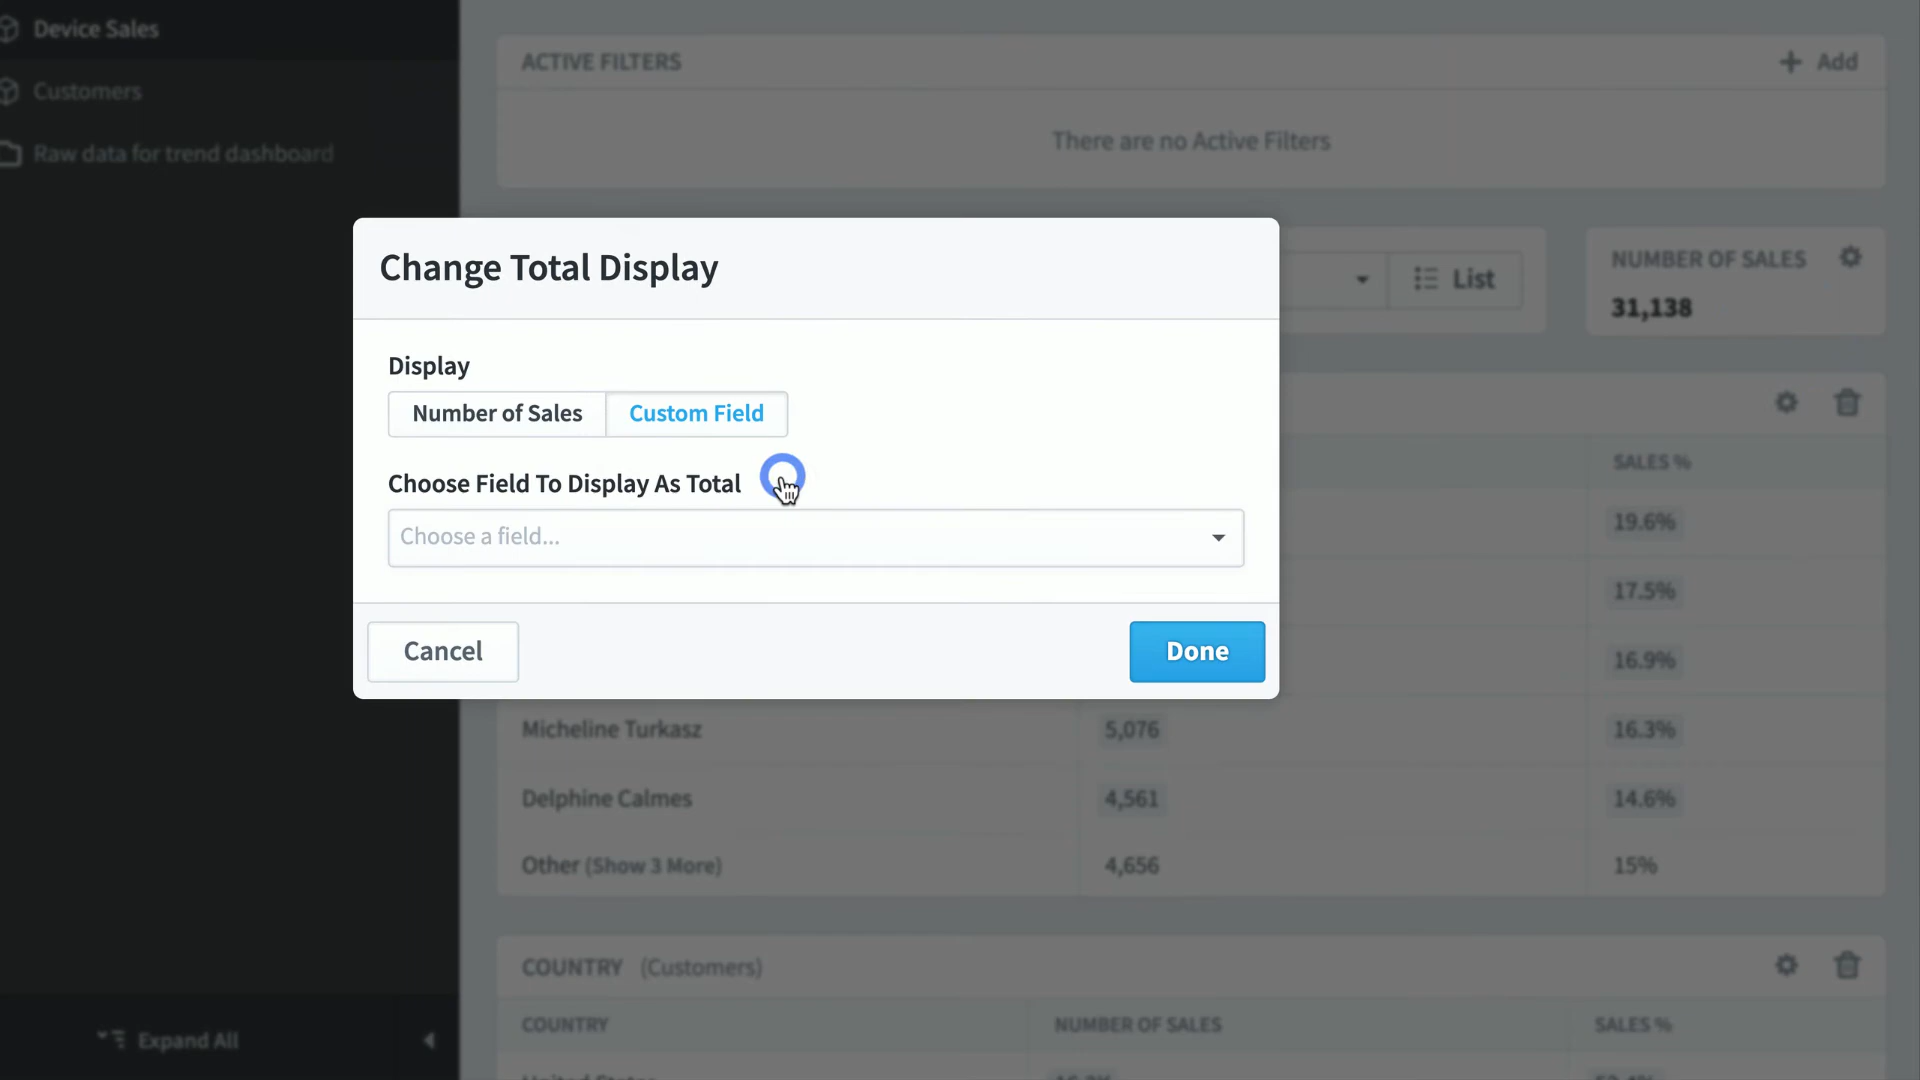 Device Sales
Customers
Raw data for trend dashboard
Expand All
ACTIVE FILTERS
Add
There are no Active Filters
List
NUMBER OF SALES
31,138
Change Total Display
Display
Number of Sales Custom Field
Choose Field To Display As Total
Choose a field...
Cancel Done
SALES %
19.6%
17.5%
16.9%
Micheline Turkasz 5,076 16.3%
Delphine Calmes 4,561 14.6%
Other (Show 3 More) 4,656 15%
COUNTRY (Customers)
COUNTRY NUMBER OF SALES SALES %